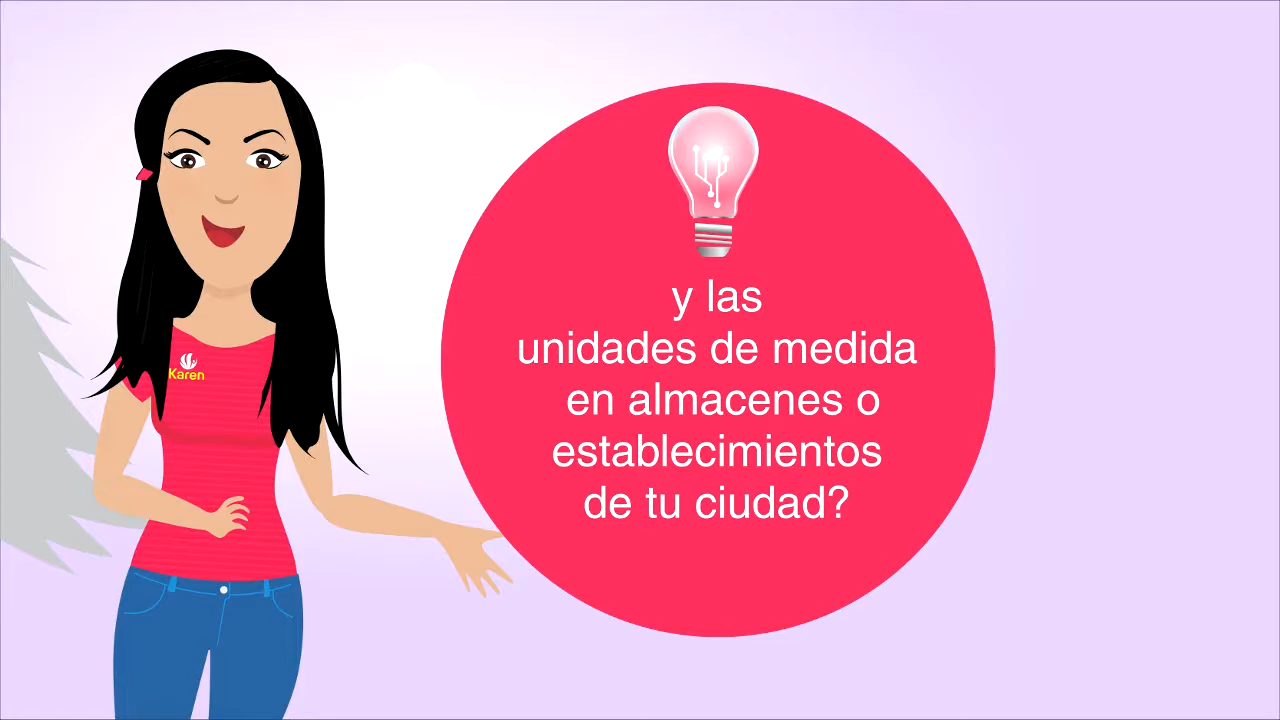 Karen
y las
unidades de medida
en almacenes o
establecimientos
de tu ciudad?